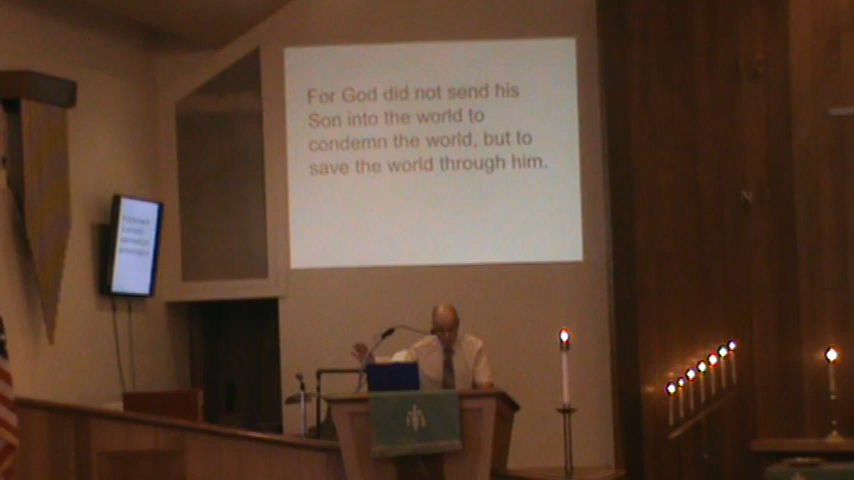 For God did not send his
Son into the world to
condemn the world, but to
save the world through him.